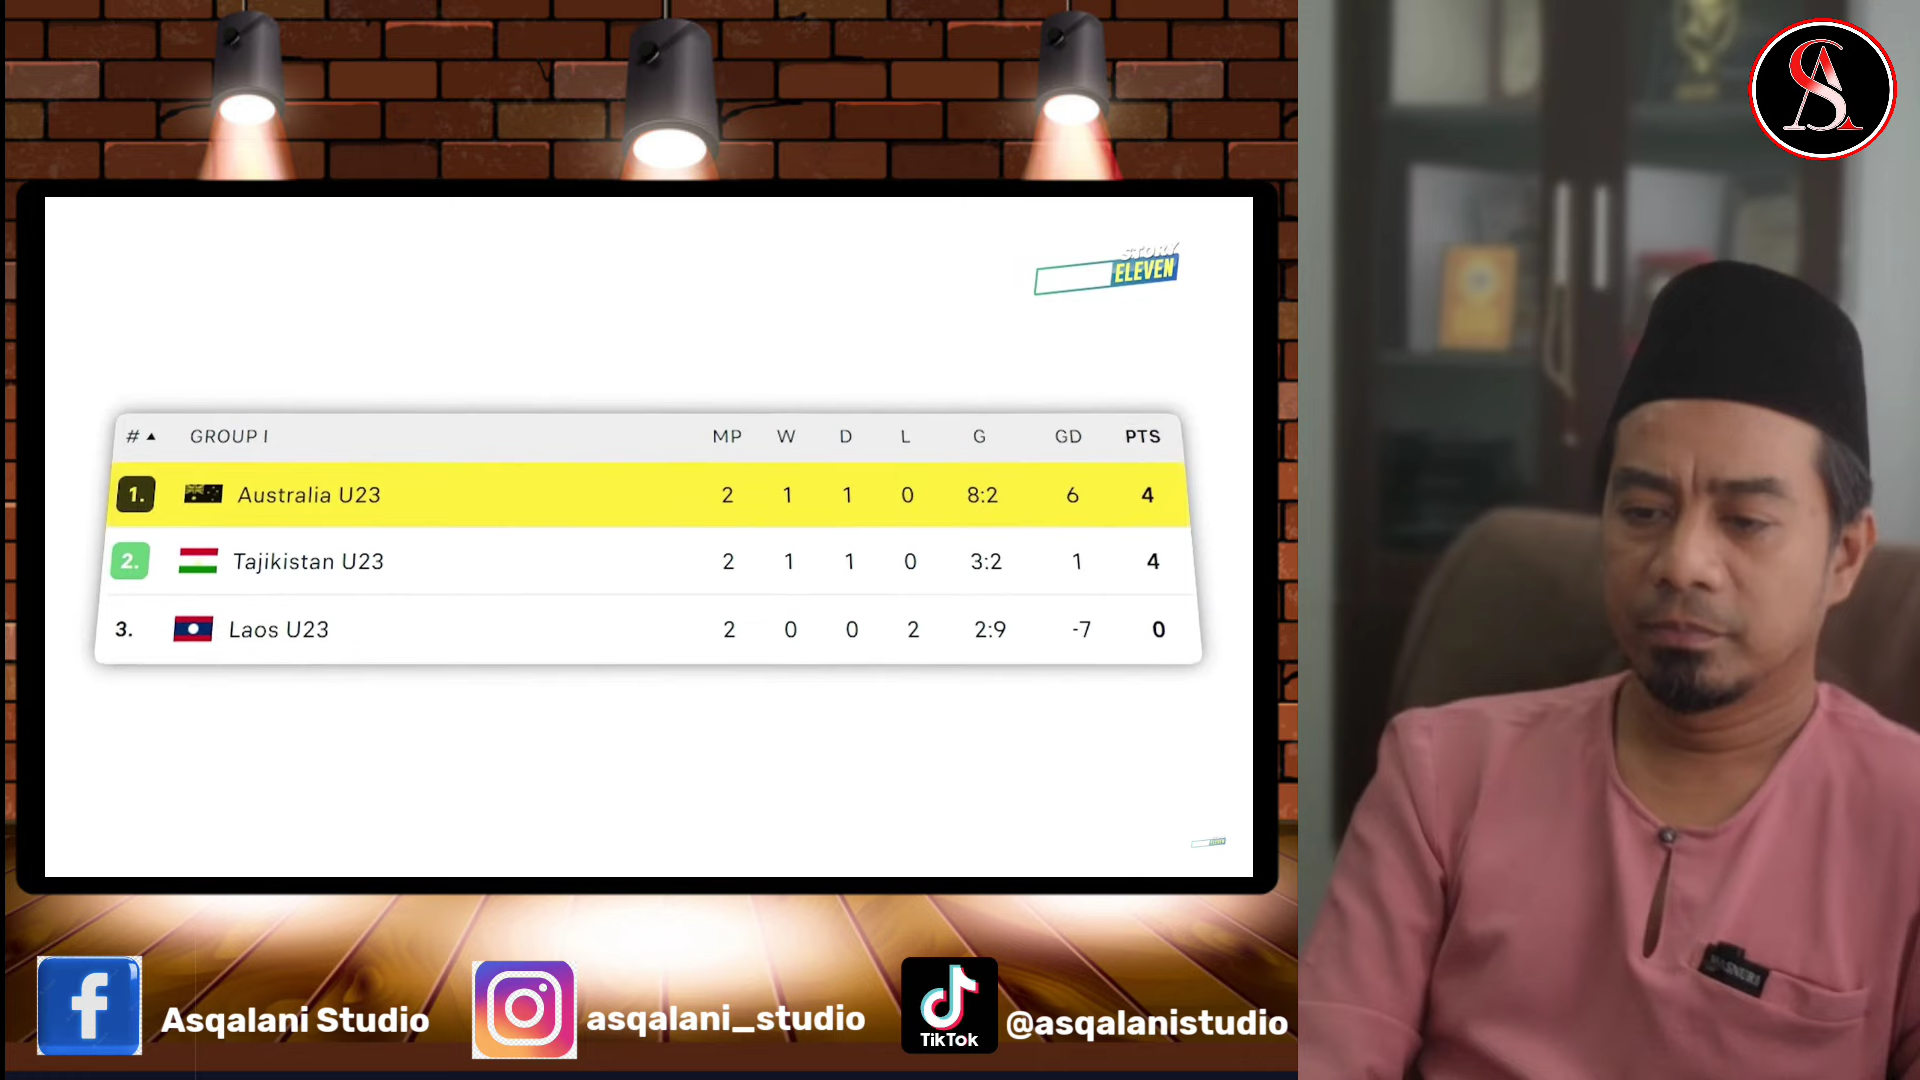 STORY
ELEVEN
# GROUP I MP W D L G GD PTS
1. Australia U23 2 1 1 0 8:2 6 4
2. Tajikistan U23 2 1 1 0 3:2 1 4
3. Laos U23 2 0 0 2 2:9 -7 0
Asqalani Studio
asqalani_studio
TikTok
@asqalanistudio